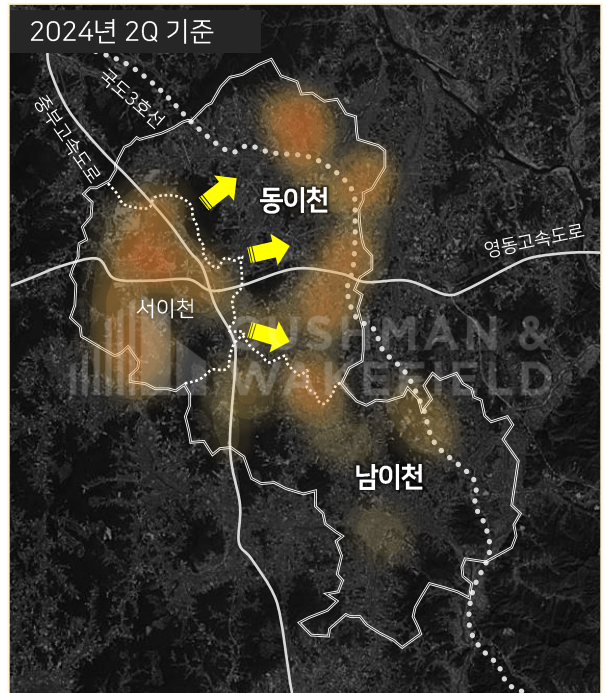 2024년 2Q 기준
국도3호선
중부고속도로
동이천
영동고속도로
서이천
CUSHMAN &
WAKEFIELD
남이천